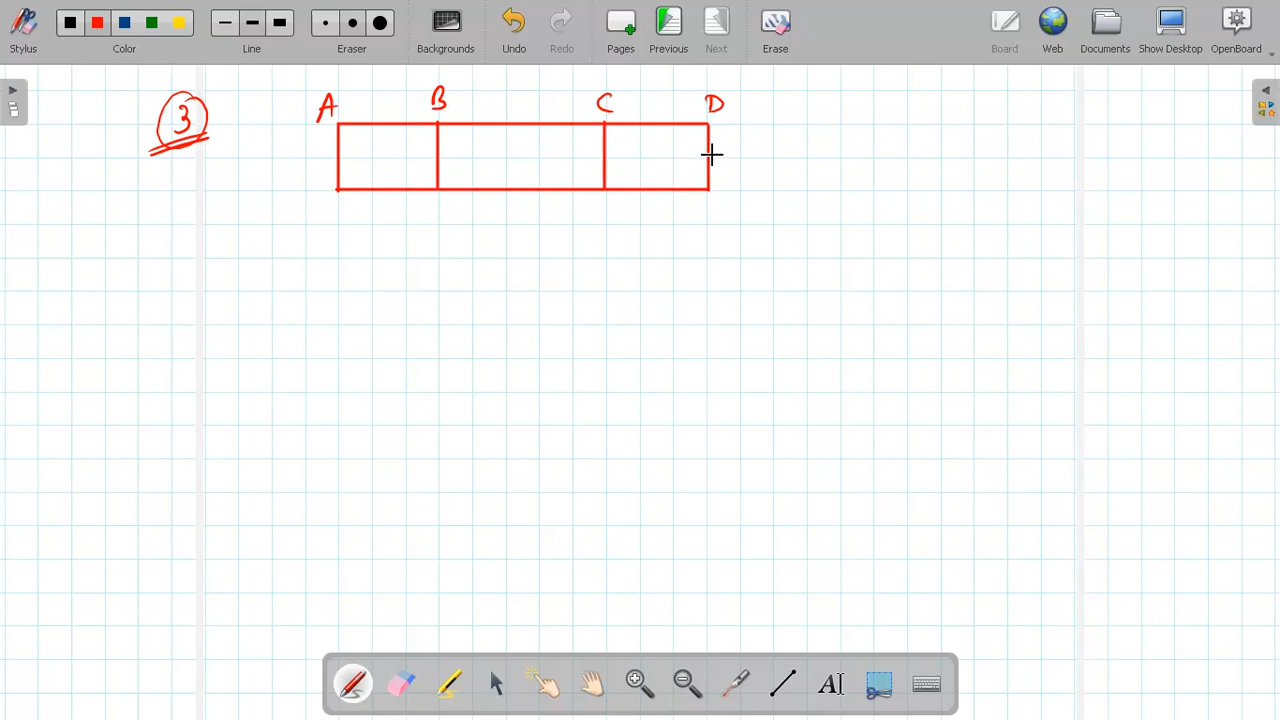 Stylus Color Line Eraser Backgrounds Undo Redo Pages Previous Next Erase Board Web Documents Show Desktop OpenBoard
3 A B C D
A